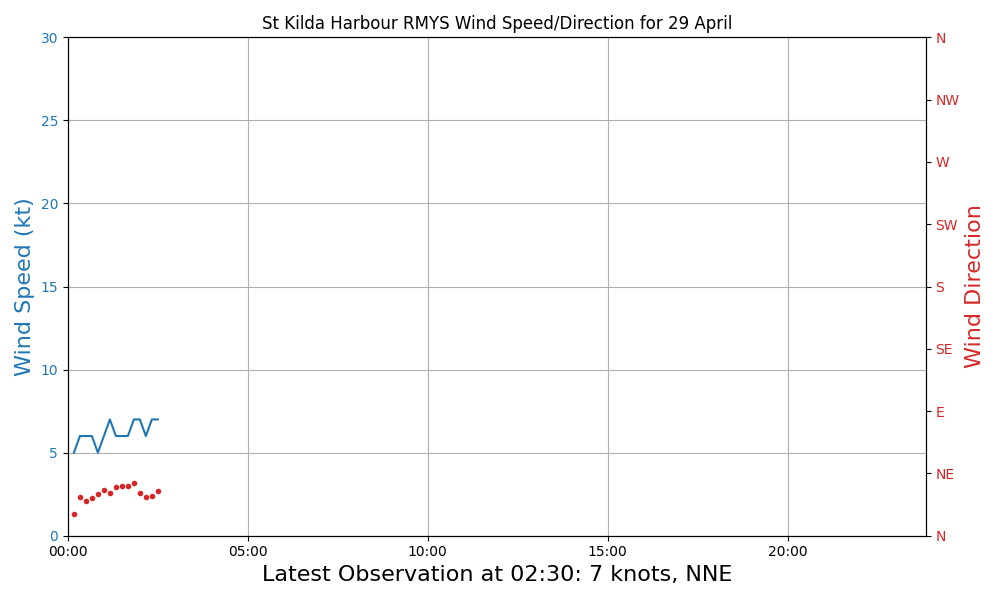 St Kilda Harbour RMYS Wind Speed/Direction for 29 April
30
25
20
15
10
5
0
Wind Speed (kt)
N
NW
W
SW
S
SE
E
NE
N
Wind Direction
00:00
05:00
10:00
15:00
20:00
Latest Observation at 02:30: 7 knots, NNE